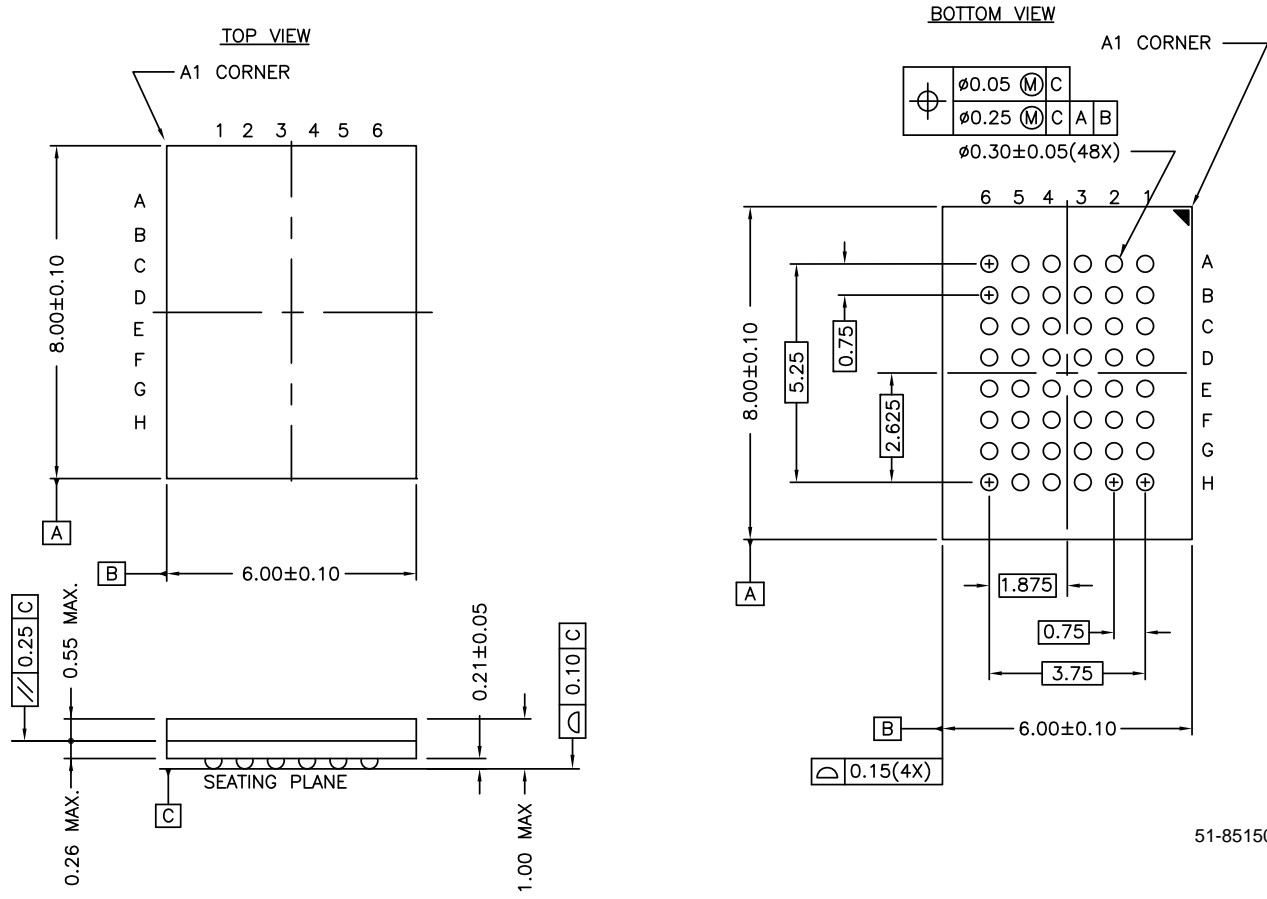 TOP VIEW
A1 CORNER
1 2 3 4 5 6
A
B
C
D
E
F
G
H
8.00±0.10
A
B
6.00±0.10
// 0.25 C
0.55 MAX.
0.21±0.05
0.10 C
SEATING PLANE
C
0.26 MAX.
1.00 MAX
BOTTOM VIEW
A1 CORNER
ø0.05 Ⓜ C
ø0.25 Ⓜ C A B
ø0.30±0.05(48X)
6 5 4 3 2 1
A
B
C
D
E
F
G
H
8.00±0.10
5.25
0.75
2.625
A
1.875
0.75
3.75
B
6.00±0.10
0.15(4X)
51-85150